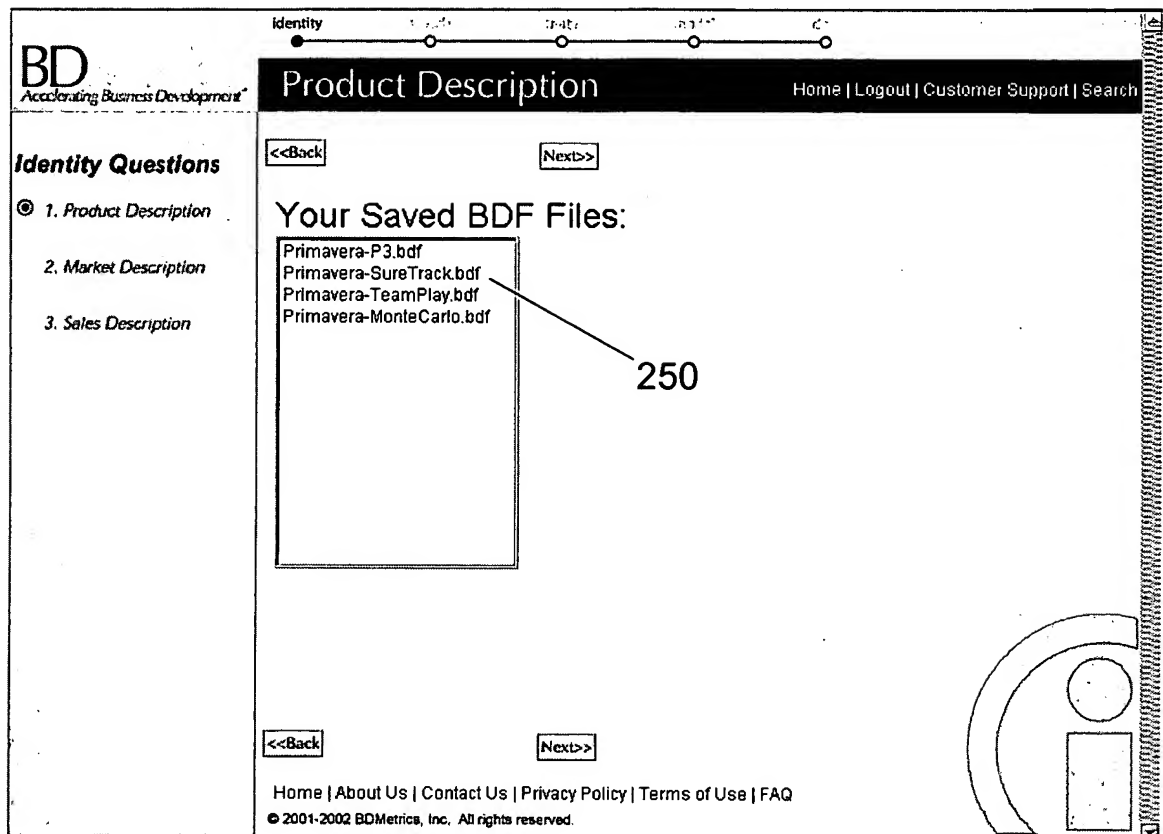 identity
BD
Accelerating Business Development
Product Description
Home | Logout | Customer Support | Search
Identity Questions
1. Product Description
2. Market Description
3. Sales Description
<<Back
Next>>
Your Saved BDF Files:
Primavera-P3.bdf
Primavera-SureTrack.bdf
Primavera-TeamPlay.bdf
Primavera-MonteCarlo.bdf
250
<<Back
Next>>
Home | About Us | Contact Us | Privacy Policy | Terms of Use | FAQ
© 2001-2002 BDMetrics, Inc. All rights reserved.